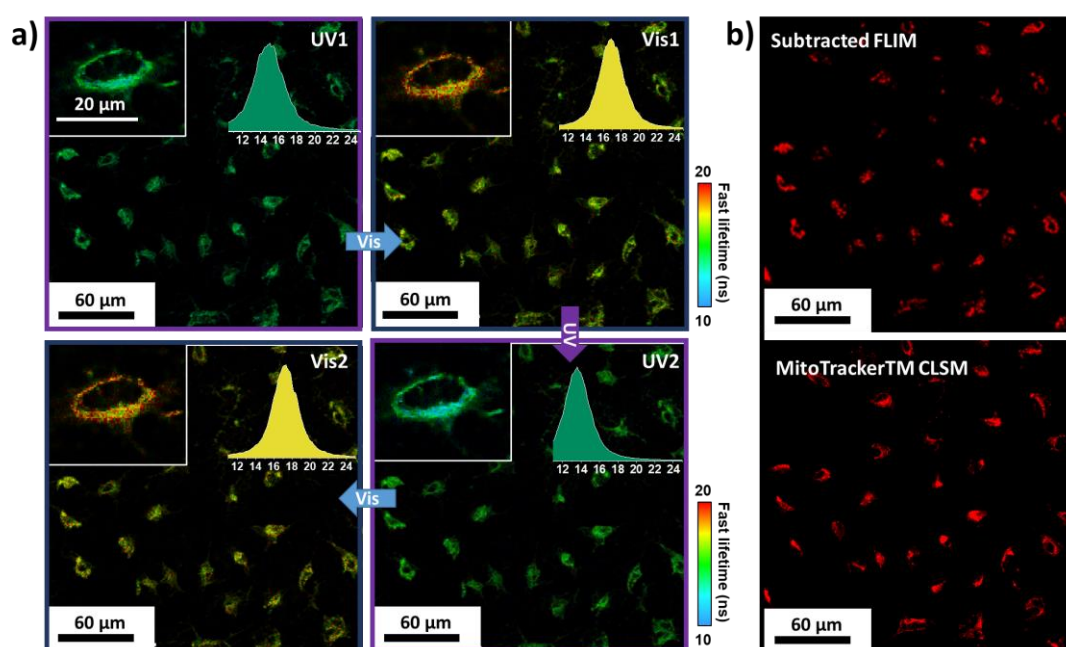 a)
UV1
20 µm
12 14 16 18 20 22 24
60 µm
Vis
Vis1
12 14 16 18 20 22 24
60 µm
20
Fast lifetime (ns)
10
UV
Vis2
12 14 16 18 20 22 24
60 µm
Vis
UV2
12 14 16 18 20 22 24
60 µm
20
Fast lifetime (ns)
10
b)
Subtracted FLIM
60 µm
MitoTrackerTM CLSM
60 µm